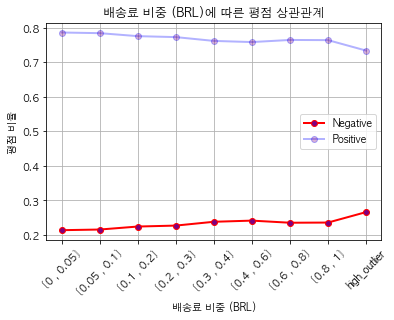 배송료 비중 (BRL)에 따른 평점 상관관계
평점 비율
0.8
0.7
0.6
0.5
0.4
0.3
0.2
Negative
Positive
[0 , 0.05)
[0.05 , 0.1)
[0.1 , 0.2)
[0.2 , 0.3)
[0.3, 0.4)
[0.4 , 0.6)
[0.6 , 0.8)
[0.8 , 1)
hgh_outlier
배송료 비중 (BRL)